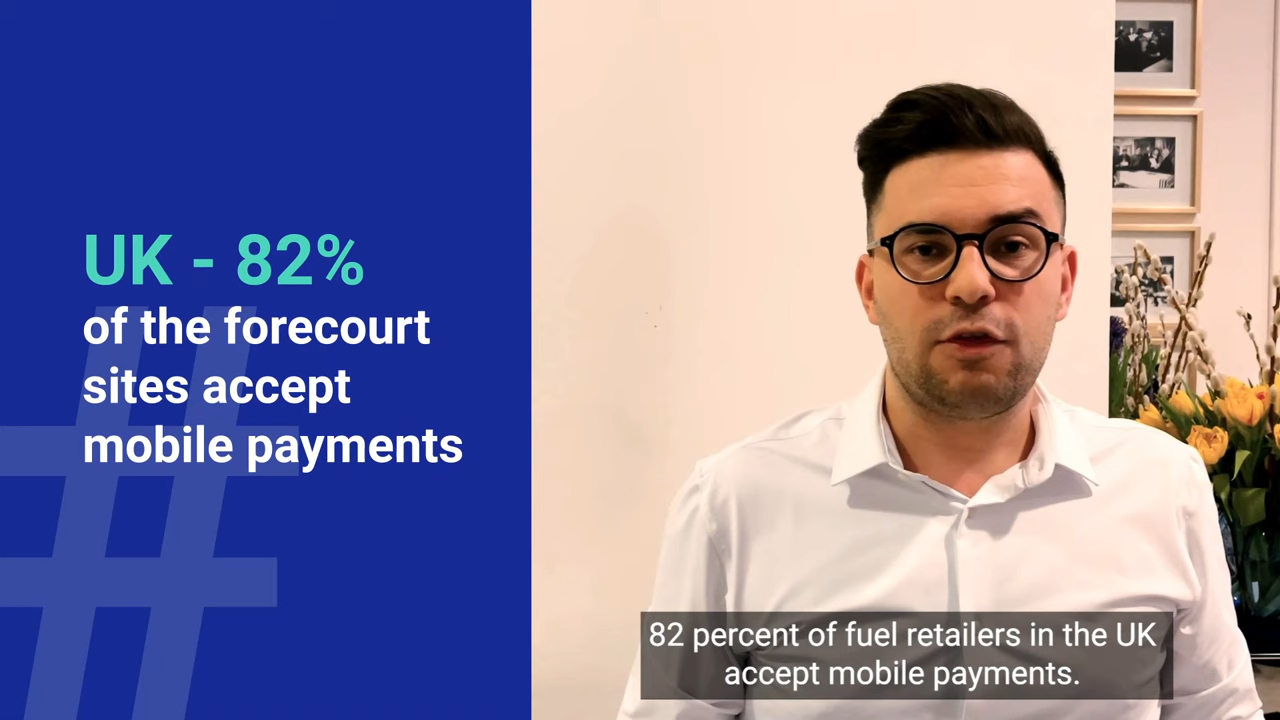 UK - 82%
of the forecourt
sites accept
mobile payments
82 percent of fuel retailers in the UK
accept mobile payments.